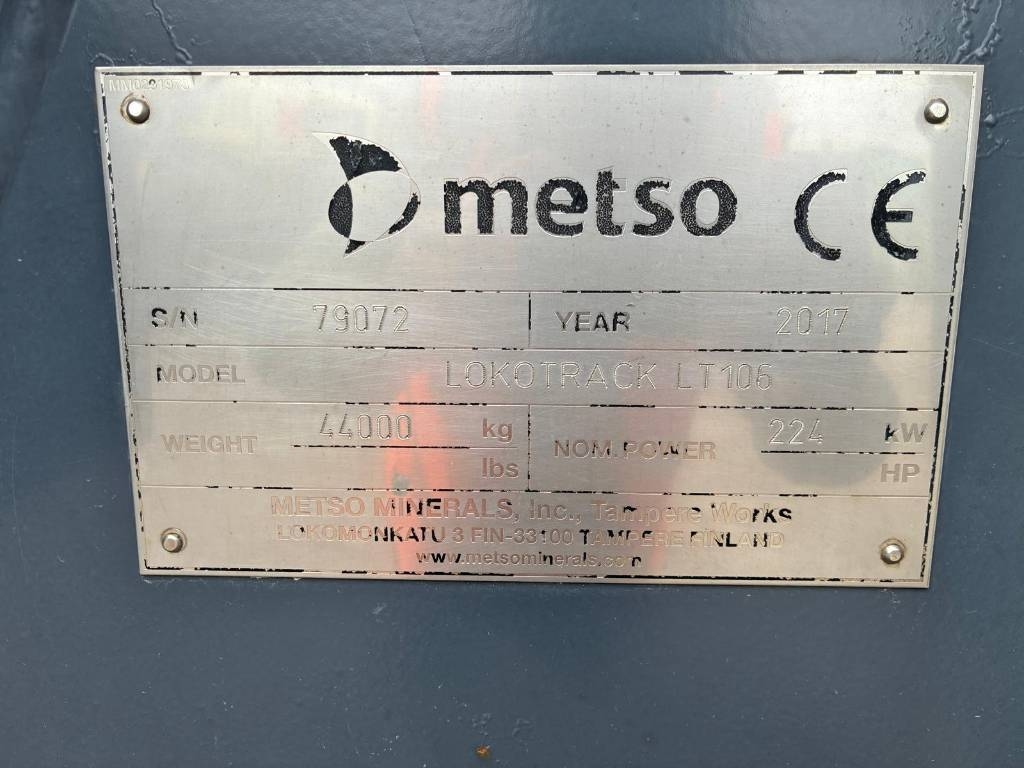 metso CE
S/N 79072 YEAR 2017
MODEL LOKOTRACK LT106
WEIGHT 44000 kg NOM. POWER 224 kW
lbs HP
METSO MINERALS, Inc., Tampere Works
LOKOMONKATU 3 FIN-33100 TAMPERE FINLAND
www.metsominerals.com